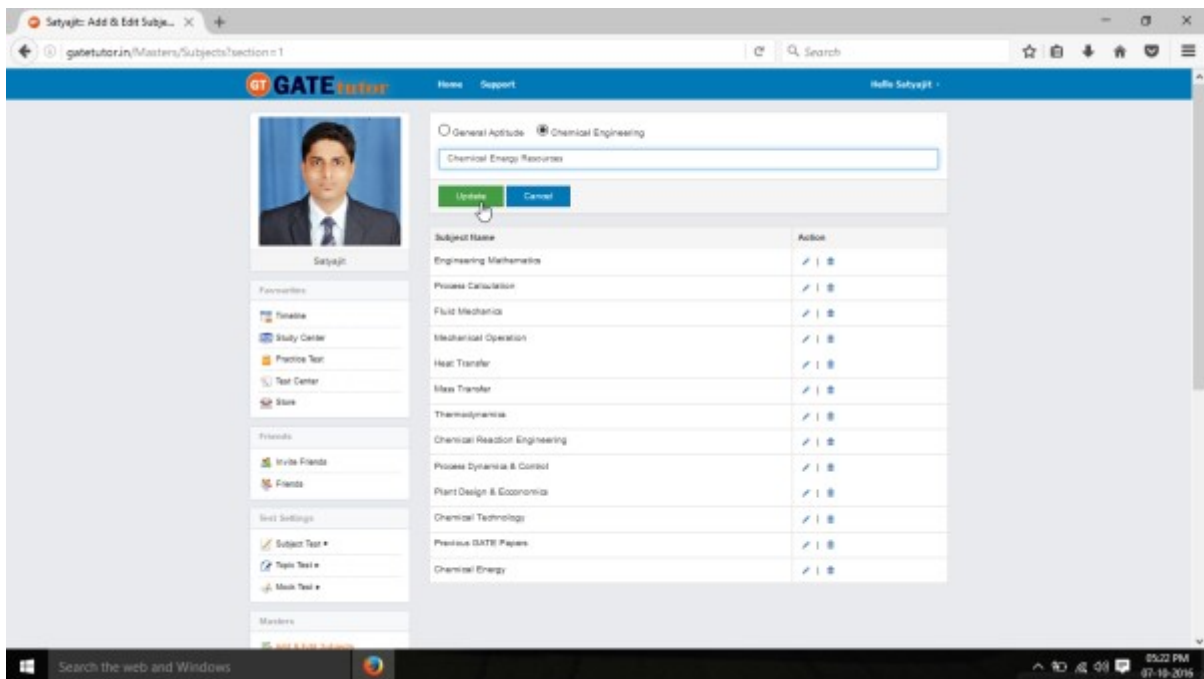 Satyajit:: Add & Edit Subje...
gatetutor.in/Masters/Subjects?section=1
Search
GT GATE tutor
Home Support
Hello Satyajit
General Aptitude Chemical Engineering
Chemical Energy Resources
Update Cancel
Satyajit
Favourites
Timeline
Study Center
Practice Test
Test Center
Store
Friends
Invite Friends
Friends
Test Settings
Subject Test
Topic Test
Mock Test
Masters
Add & Edit Subjects
Subject Name Action
Engineering Mathematics
Process Calculation
Fluid Mechanics
Mechanical Operation
Heat Transfer
Mass Transfer
Thermodynamics
Chemical Reaction Engineering
Process Dynamics & Control
Plant Design & Economics
Chemical Technology
Previous GATE Papers
Chemical Energy
Search the web and Windows
05:22 PM
07-10-2016